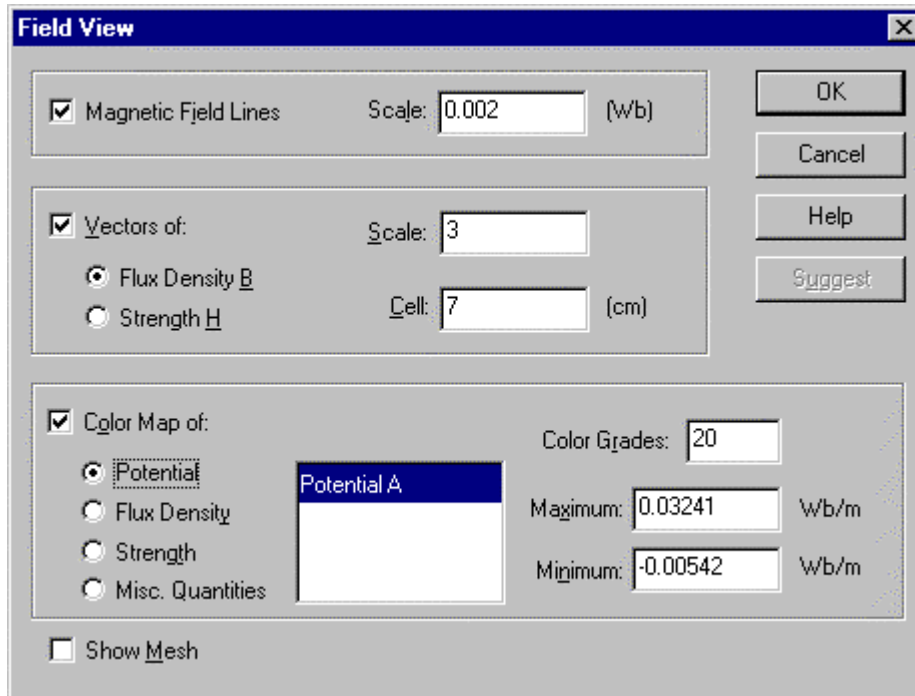 Field View
Magnetic Field Lines
Scale: 0.002 (Wb)
OK
Cancel
Help
Suggest
Vectors of:
Scale: 3
Flux Density B
Strength H
Cell: 7 (cm)
Color Map of:
Color Grades: 20
Potential
Flux Density
Strength
Misc. Quantities
Potential A
Maximum: 0.03241 Wb/m
Minimum: -0.00542 Wb/m
Show Mesh